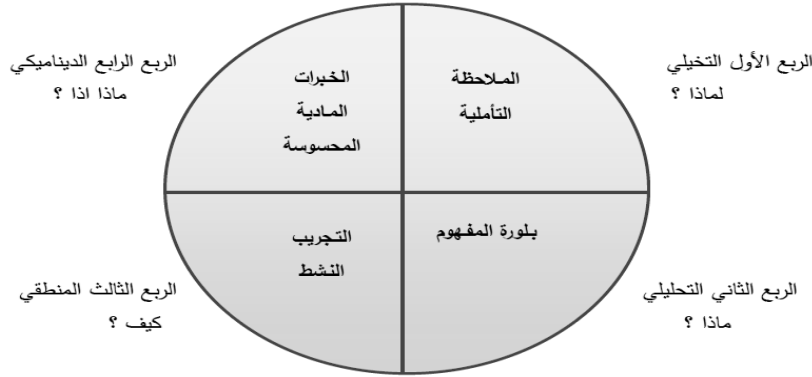 الربع الأول التخيلي
لماذا ؟
الملاحظة
التأملية
الخبرات
المادية
المحسوسة
الربع الرابع الديناميكي
ماذا اذا ؟
بلورة المفهوم
الربع الثاني التحليلي
ماذا ؟
التجريب
النشط
الربع الثالث المنطقي
كيف ؟